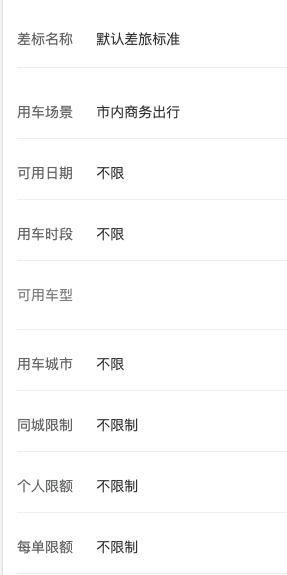 差标名称 默认差旅标准
用车场景 市内商务出行
可用日期 不限
用车时段 不限
可用车型
用车城市 不限
同城限制 不限制
个人限额 不限制
每单限额 不限制